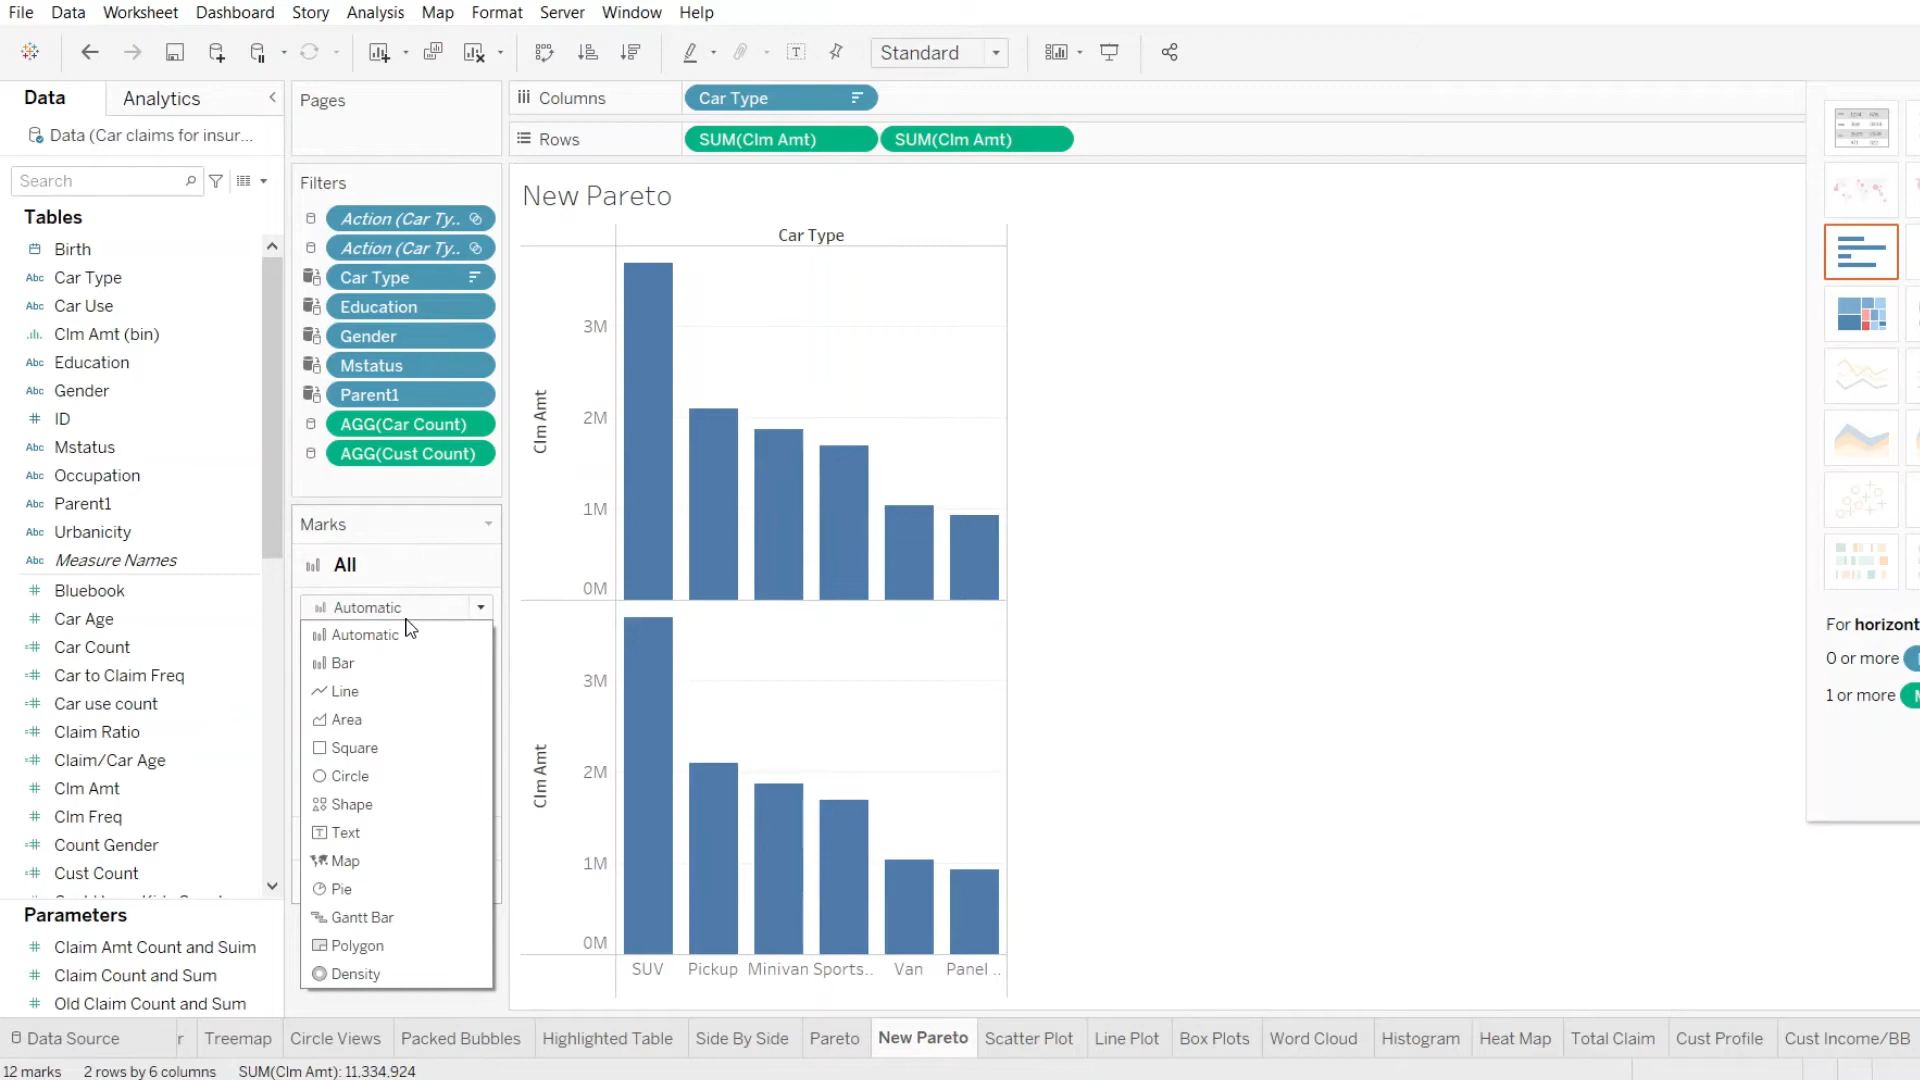 File Data Worksheet Dashboard Story Analysis Map Format Server Window Help
Standard
Data Analytics
Data (Car claims for insur...
Search
Tables
Birth
Abc Car Type
Abc Car Use
Clm Amt (bin)
Abc Education
Abc Gender
# ID
Abc Mstatus
Abc Occupation
Abc Parent1
Abc Urbanicity
Abc Measure Names
# Bluebook
# Car Age
=# Car Count
=# Car to Claim Freq
=# Car use count
=# Claim Ratio
=# Claim/Car Age
# Clm Amt
# Clm Freq
=# Count Gender
=# Cust Count
Parameters
# Claim Amt Count and Suim
# Claim Count and Sum
# Old Claim Count and Sum
Pages
Filters
Action (Car Ty..
Action (Car Ty..
Car Type
Education
Gender
Mstatus
Parent1
AGG(Car Count)
AGG(Cust Count)
Marks
All
Automatic
Automatic
Bar
Line
Area
Square
Circle
Shape
Text
Map
Pie
Gantt Bar
Polygon
Density
Columns Car Type
Rows SUM(Clm Amt) SUM(Clm Amt)
New Pareto
Car Type
Clm Amt
3M
2M
1M
0M
Clm Amt
3M
2M
1M
0M
SUV Pickup Minivan Sports.. Van Panel ..
For horizont
0 or more
1 or more
Data Source r Treemap Circle Views Packed Bubbles Highlighted Table Side By Side Pareto New Pareto Scatter Plot Line Plot Box Plots Word Cloud Histogram Heat Map Total Claim Cust Profile Cust Income/BB
12 marks 2 rows by 6 columns SUM(Clm Amt): 11,334,924